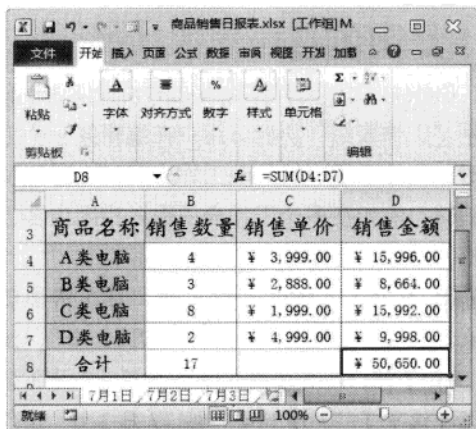 商品销售日报表.xlsx [工作组] M
文件 开始 插入 页面 公式 数据 审阅 视图 开发 加载
粘贴 字体 对齐方式 数字 样式 单元格
剪贴板 编辑
D8 fx =SUM(D4:D7)
A B C D
3 商品名称 销售数量 销售单价 销售金额
4 A类电脑 4 ¥ 3,999.00 ¥ 15,996.00
5 B类电脑 3 ¥ 2,888.00 ¥ 8,664.00
6 C类电脑 8 ¥ 1,999.00 ¥ 15,992.00
7 D类电脑 2 ¥ 4,999.00 ¥ 9,998.00
8 合计 17 ¥ 50,650.00
7月1日 7月2日 7月3日
就绪 100%